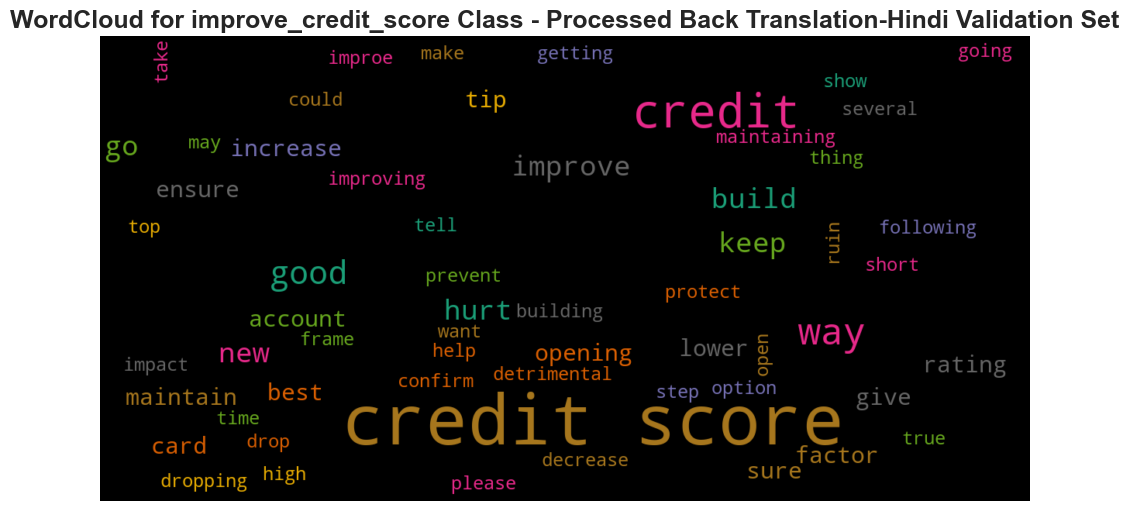 WordCloud for improve_credit_score Class - Processed Back Translation-Hindi Validation Set
take
improe
make
getting
going
could
tip
credit
show
several
go
may
increase
improve
maintaining
thing
ensure
improving
build
top
tell
keep
ruin
following
good
prevent
short
protect
account
hurt
building
frame
want
way
new
help
opening
lower
open
impact
confirm
detrimental
rating
maintain
best
step
option
give
time
credit score
card
drop
true
dropping
high
decrease
sure
factor
please